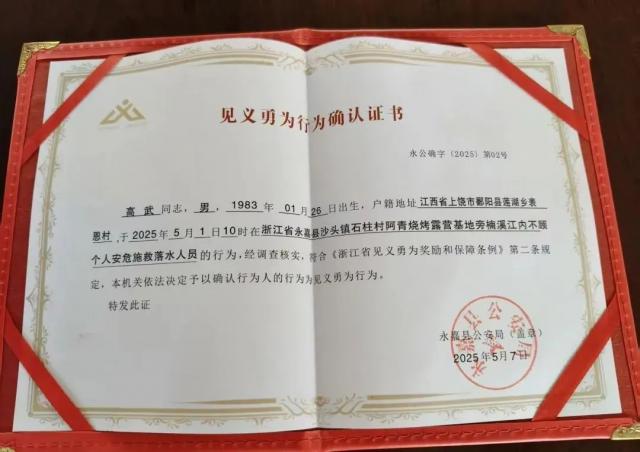 见义勇为行为确认证书
永公确字〔2025〕第02号
高武同志，男，1983年01月26日出生，户籍地址江西省上饶市鄱阳县莲湖乡表
恩村，于2025年5月1日10时在浙江省永嘉县沙头镇石柱村阿青烧烤露营基地旁楠溪江内不顾
个人安危施救落水人员的行为，经调查核实，符合《浙江省见义勇为奖励和保障条例》第二条规
定，本机关依法决定予以确认行为人的行为为见义勇为行为。
特发此证
永嘉县公安局（盖章）
2025年5月7日
永嘉县公安局